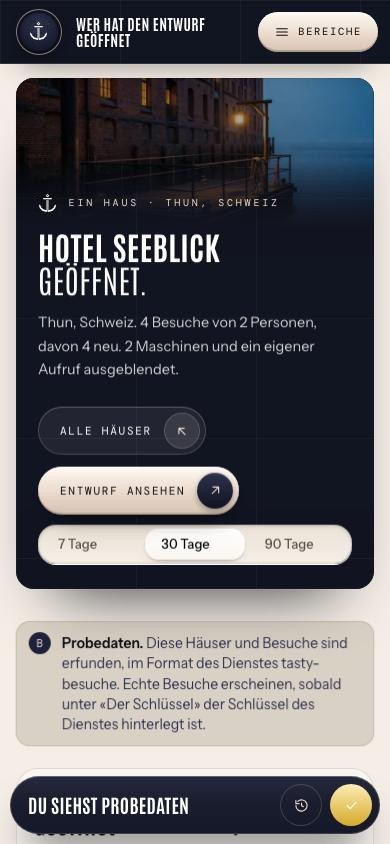 WER HAT DEN ENTWURF
GEÖFFNET
BEREICHE
EIN HAUS · THUN, SCHWEIZ
HOTEL SEEBLICK
GEÖFFNET.
Thun, Schweiz. 4 Besuche von 2 Personen,
davon 4 neu. 2 Maschinen und ein eigener
Aufruf ausgeblendet.
ALLE HÄUSER
ENTWURF ANSEHEN
7 Tage 30 Tage 90 Tage
B Probedaten. Diese Häuser und Besuche sind
erfunden, im Format des Dienstes tasty-
besuche. Echte Besuche erscheinen, sobald
unter «Der Schlüssel» der Schlüssel des
Dienstes hinterlegt ist.
DU SIEHST PROBEDATEN